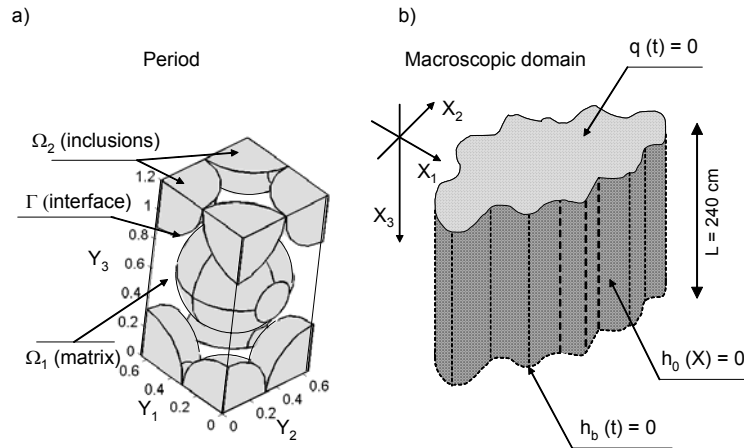 a)
Period
Ω2 (inclusions)
Γ (interface)
Ω1 (matrix)
Y3
1.2
1
0.8
0.6
0.4
0.2
0
0.6
0.4
0.2
0
Y1
0
0.2
0.4
0.6
Y2
b)
Macroscopic domain
q (t) = 0
X2
X1
X3
L = 240 cm
h0 (X) = 0
hb (t) = 0